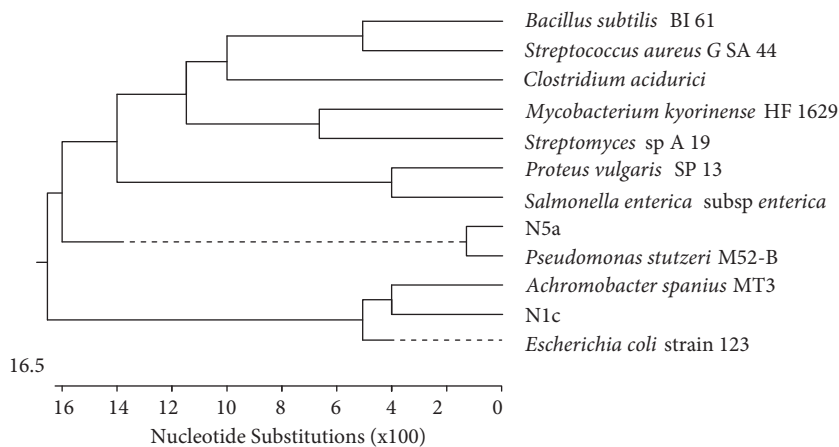 Bacillus subtilis BI 61
Streptococcus aureus G SA 44
Clostridium acidurici
Mycobacterium kyorinense HF 1629
Streptomyces sp A 19
Proteus vulgaris SP 13
Salmonella enterica subsp enterica
N5a
Pseudomonas stutzeri M52-B
Achromobacter spanius MT3
N1c
Escherichia coli strain 123
16.5
16 14 12 10 8 6 4 2 0
Nucleotide Substitutions (x100)